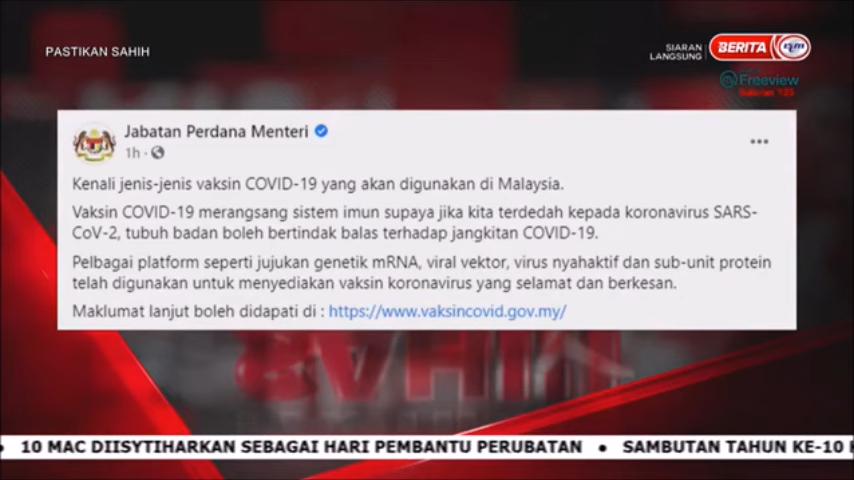 PASTIKAN SAHIH
SIARAN
LANGSUNG
BERITA rtm
Freeview
Saluran 123
Jabatan Perdana Menteri
1h ·
Kenali jenis-jenis vaksin COVID-19 yang akan digunakan di Malaysia.
Vaksin COVID-19 merangsang sistem imun supaya jika kita terdedah kepada koronavirus SARS-
CoV-2, tubuh badan boleh bertindak balas terhadap jangkitan COVID-19.
Pelbagai platform seperti jujukan genetik mRNA, viral vektor, virus nyahaktif dan sub-unit protein
telah digunakan untuk menyediakan vaksin koronavirus yang selamat dan berkesan.
Maklumat lanjut boleh didapati di : https://www.vaksincovid.gov.my/
10 MAC DIISYTIHARKAN SEBAGAI HARI PEMBANTU PERUBATAN • SAMBUTAN TAHUN KE-10